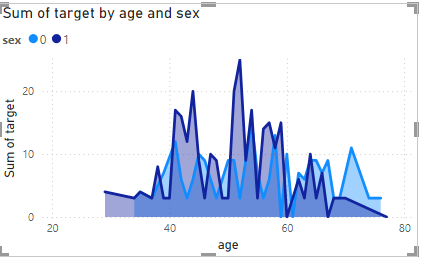 Sum of target by age and sex
sex 0 1
Sum of target
20
10
0
20 40 60 80
age